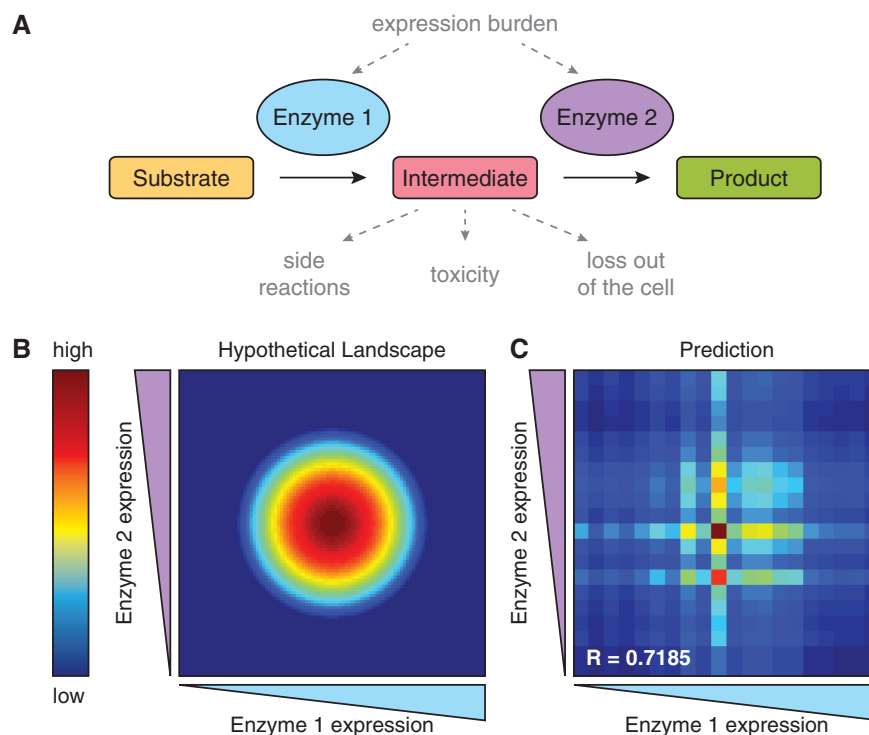 A
expression burden
Enzyme 1
Enzyme 2
Substrate
Intermediate
Product
side
reactions
toxicity
loss out
of the cell
B
high
Hypothetical Landscape
Enzyme 2 expression
low
Enzyme 1 expression
C
Prediction
Enzyme 2 expression
R = 0.7185
Enzyme 1 expression